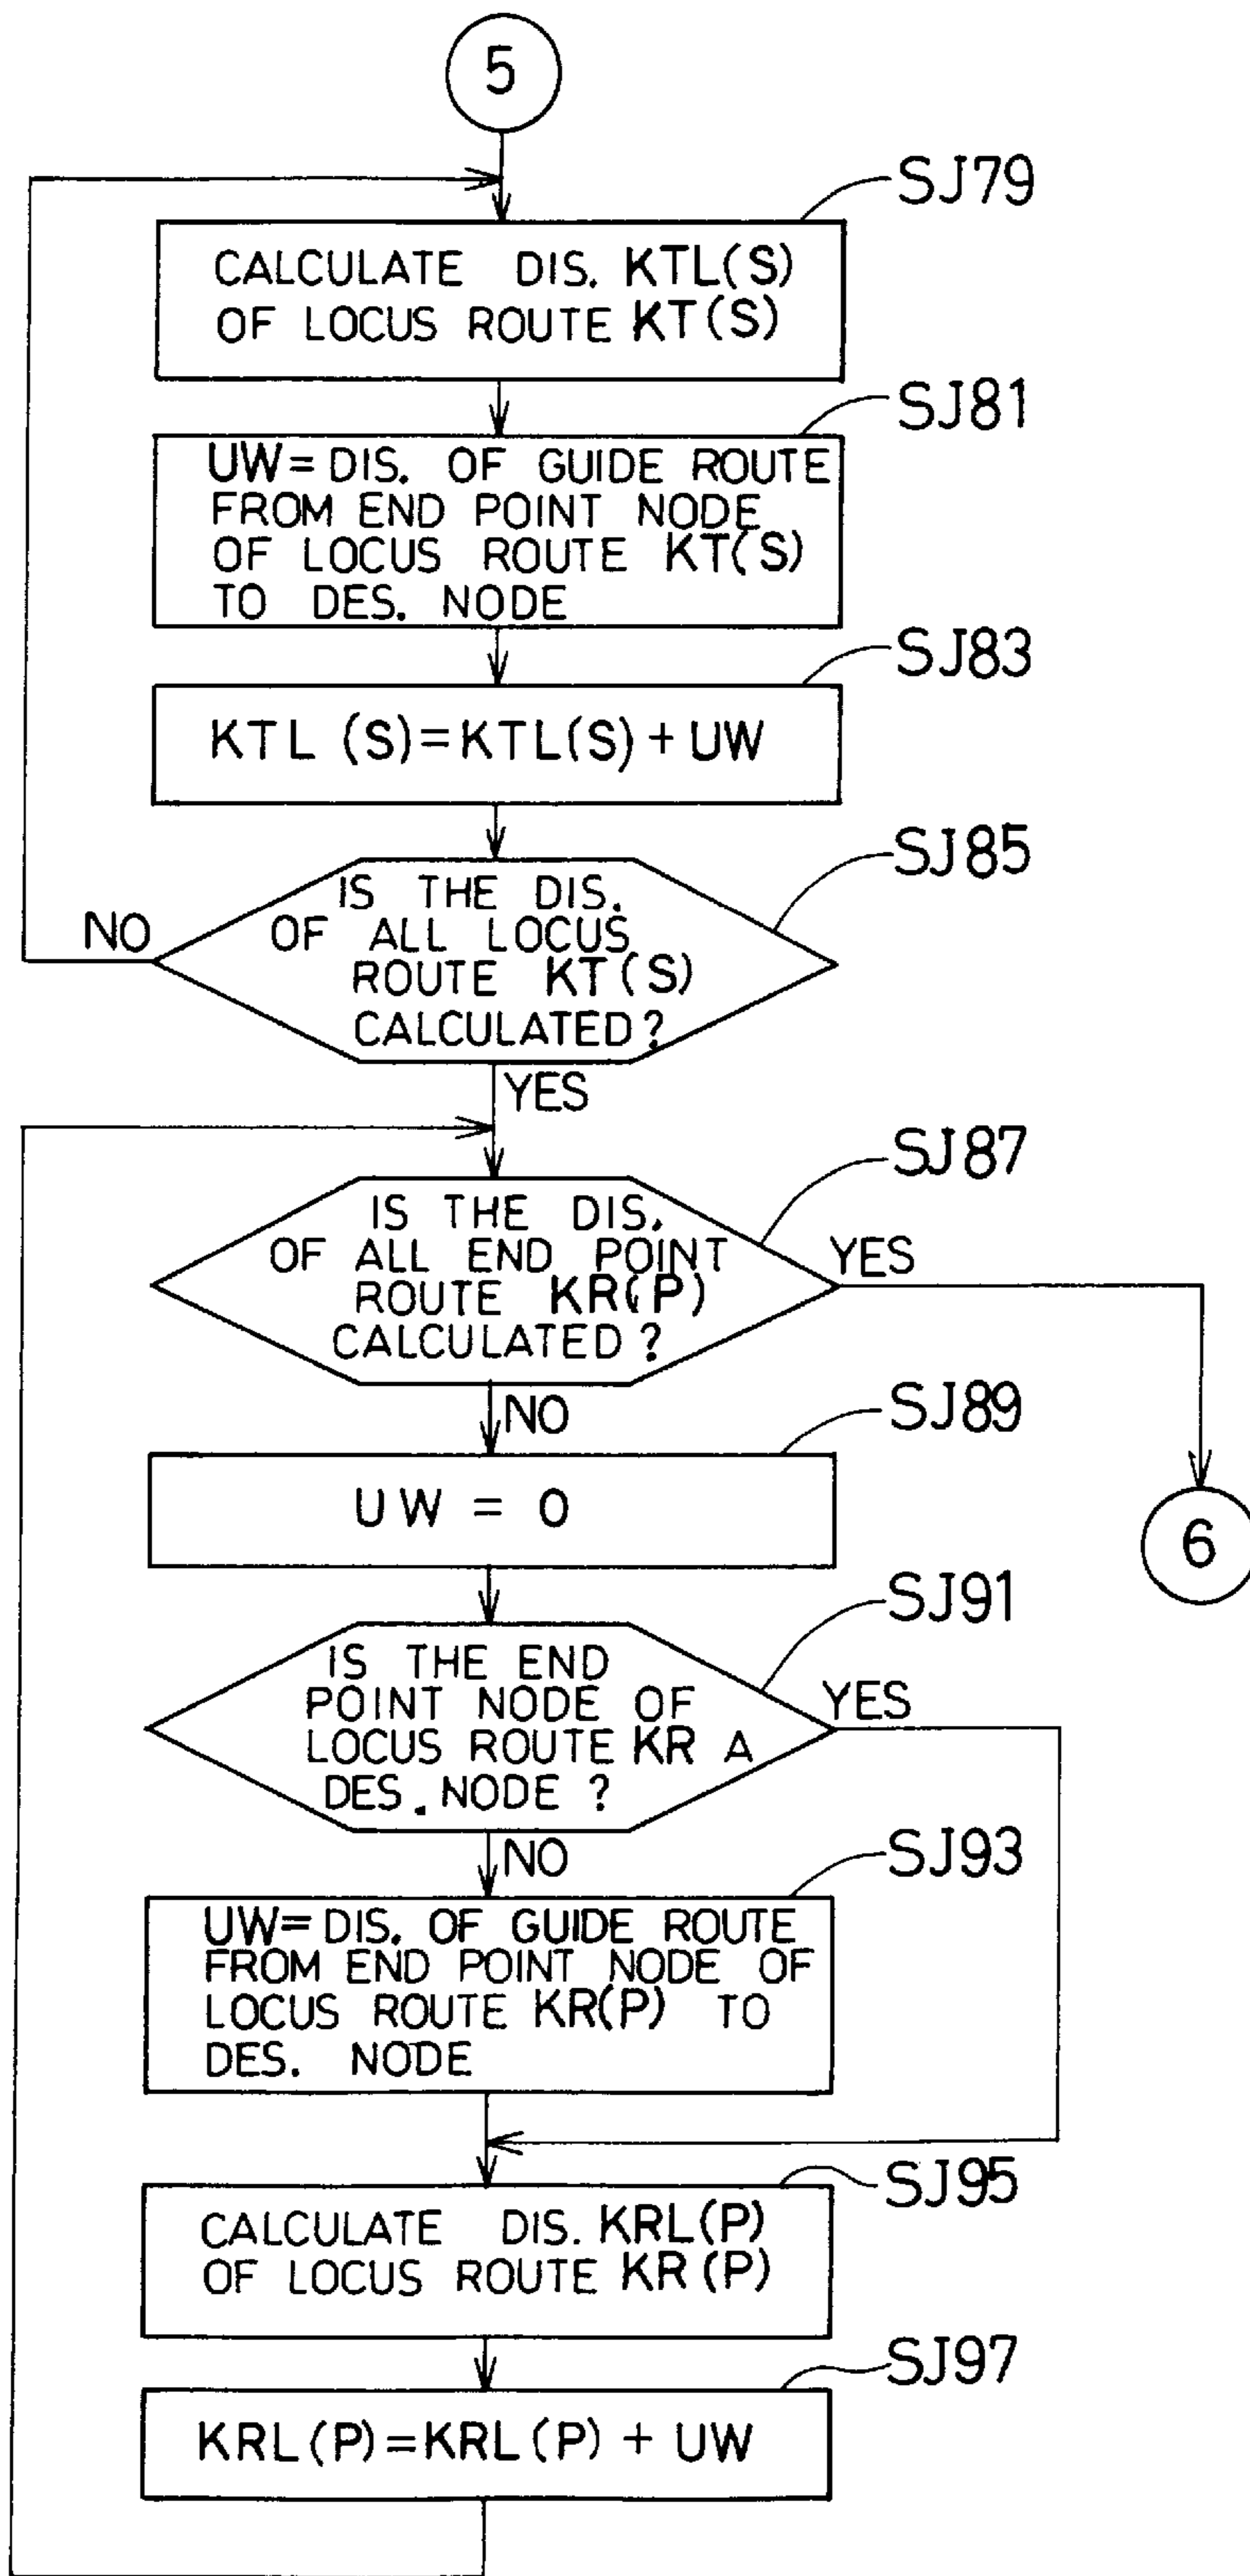 5
SJ79
CALCULATE DIS. KTL(S)
OF LOCUS ROUTE KT(S)
SJ81
UW=DIS. OF GUIDE ROUTE
FROM END POINT NODE
OF LOCUS ROUTE KT(S)
TO DES. NODE
SJ83
KTL (S)=KTL(S) + UW
SJ85
IS THE DIS.
OF ALL LOCUS
ROUTE KT(S)
CALCULATED?
NO
YES
SJ87
IS THE DIS.
OF ALL END POINT
ROUTE KR(P)
CALCULATED?
YES
NO
SJ89
UW = 0
6
SJ91
IS THE END
POINT NODE OF
LOCUS ROUTE KR A
DES. NODE ?
YES
NO
SJ93
UW=DIS. OF GUIDE ROUTE
FROM END POINT NODE OF
LOCUS ROUTE KR(P) TO
DES. NODE
SJ95
CALCULATE DIS. KRL(P)
OF LOCUS ROUTE KR(P)
SJ97
KRL(P)=KRL(P) + UW